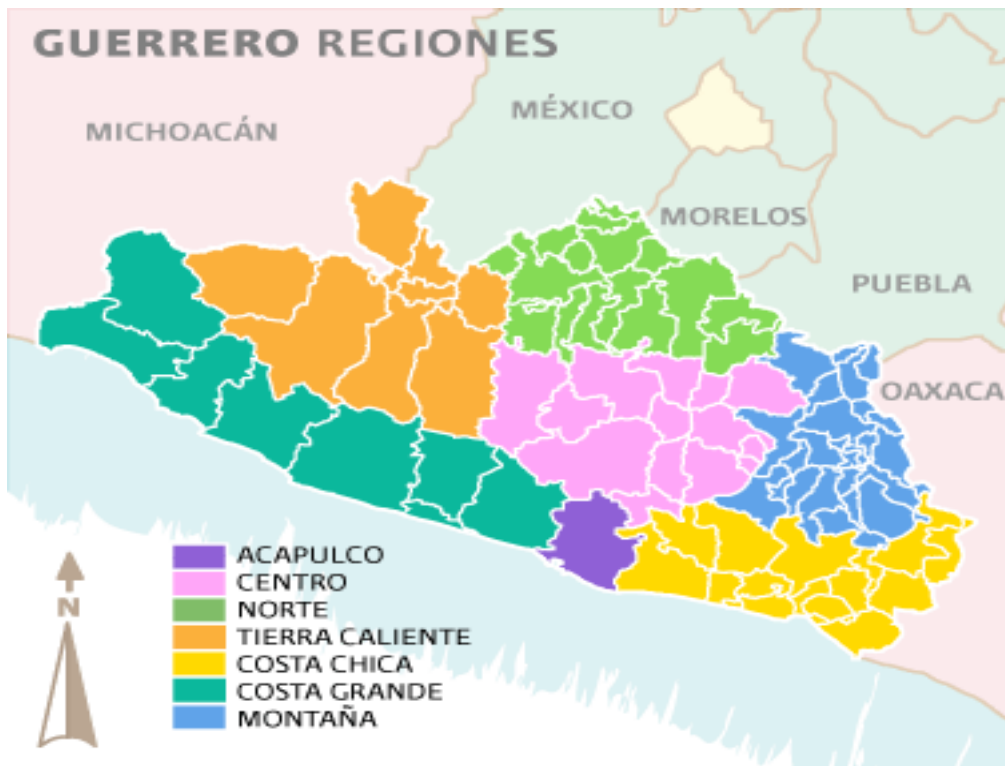 GUERRERO REGIONES
MÉXICO
MICHOACÁN
MORELOS
PUEBLA
OAXACA
ACAPULCO
CENTRO
NORTE
TIERRA CALIENTE
COSTA CHICA
COSTA GRANDE
MONTAÑA
N